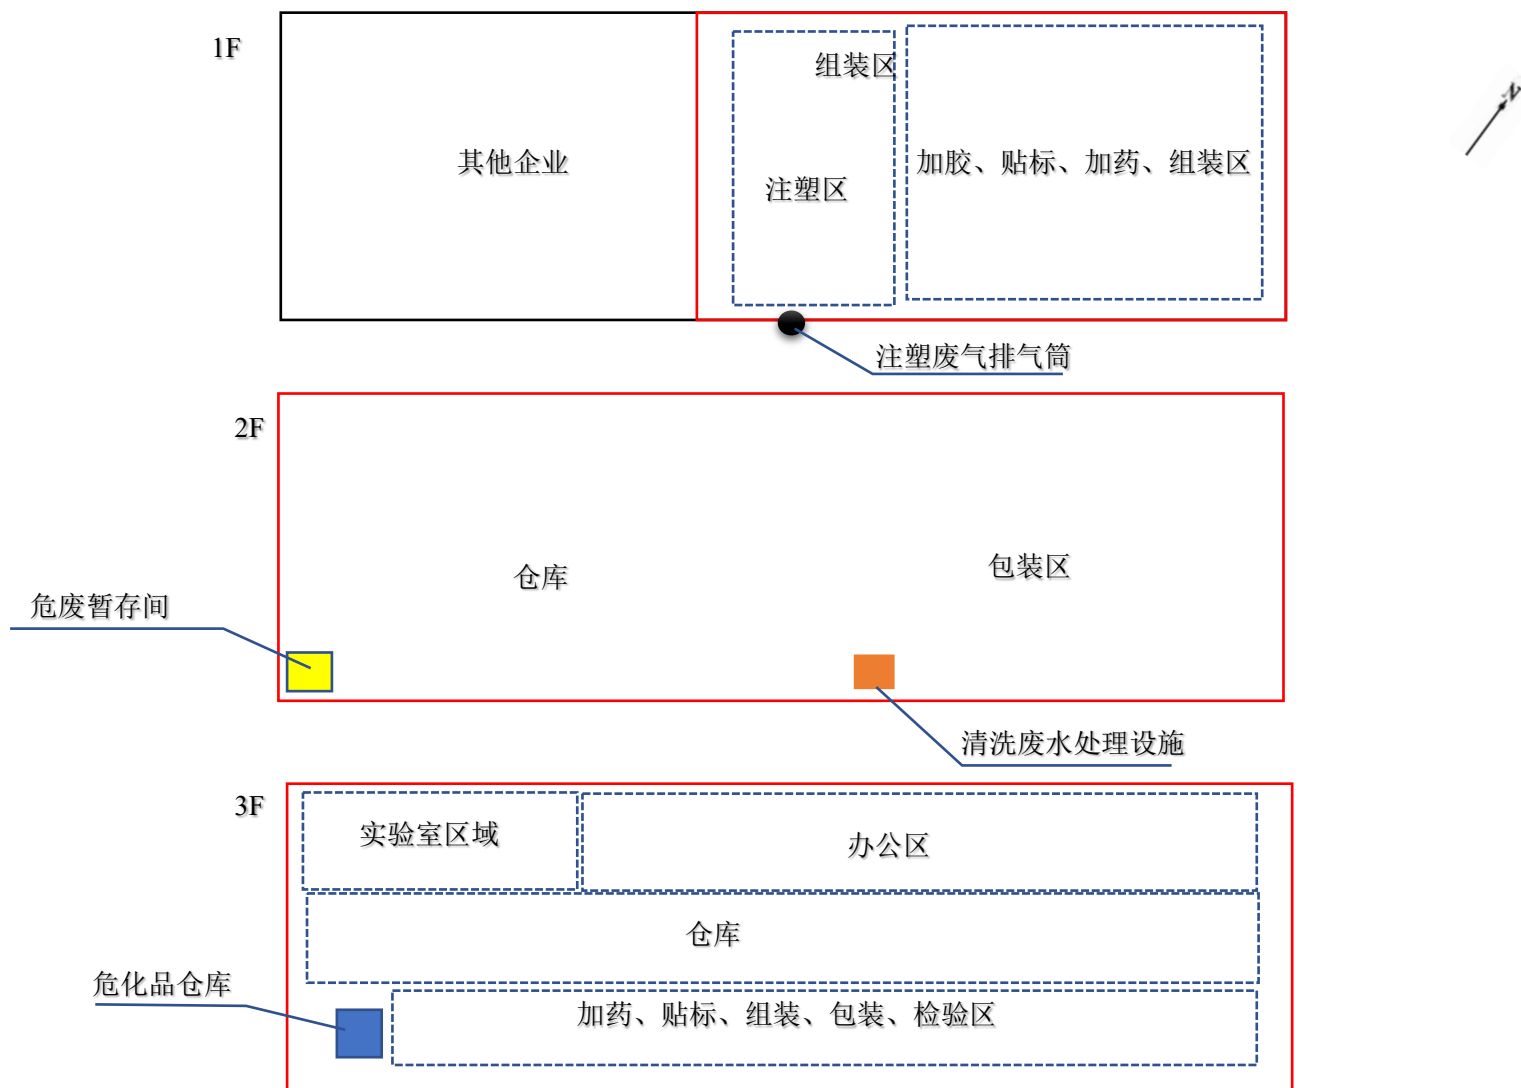 1F
组装区
其他企业
注塑区
加胶、贴标、加药、组装区
N
注塑废气排气筒
2F
仓库
包装区
危废暂存间
清洗废水处理设施
3F
实验室区域
办公区
仓库
危化品仓库
加药、贴标、组装、包装、检验区